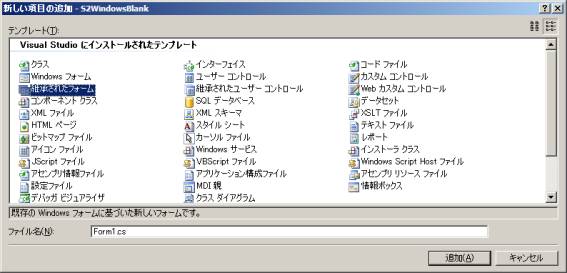 新しい項目の追加 - S2WindowsBlank
テンプレート(T):
Visual Studio にインストールされたテンプレート
クラス
インターフェイス
コード ファイル
Windows フォーム
ユーザー コントロール
カスタム コントロール
継承されたフォーム
継承されたユーザー コントロール
Web カスタム コントロール
コンポーネント クラス
SQL データベース
データセット
XML ファイル
XML スキーマ
XSLT ファイル
HTML ページ
スタイル シート
テキスト ファイル
ビットマップ ファイル
カーソル ファイル
レポート
アイコン ファイル
Windows サービス
インストーラ クラス
JScript ファイル
VBScript ファイル
Windows Script Host ファイル
アセンブリ情報ファイル
アプリケーション構成ファイル
アセンブリ リソース ファイル
設定ファイル
MDI 親
情報ボックス
デバッガ ビジュアライザ
クラス ダイアグラム
既存の Windows フォームに基づいた新しいフォームです。
ファイル名(N):
Form1.cs
追加(A)
キャンセル